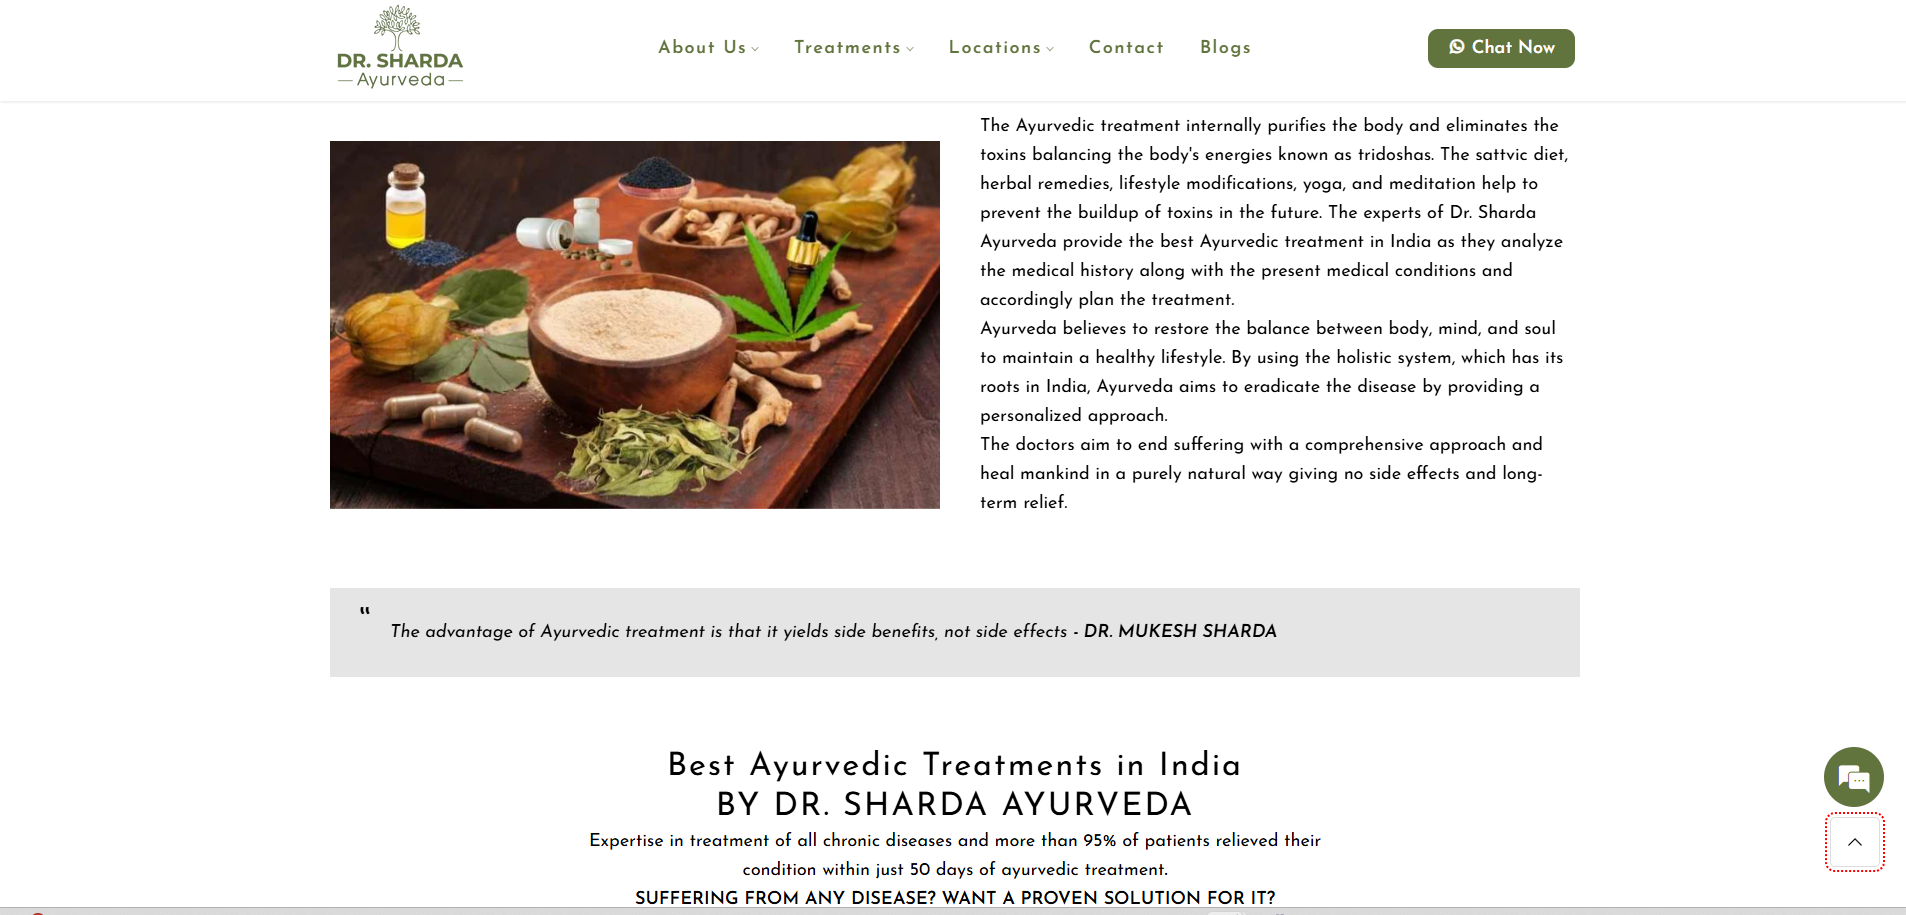 DR. SHARDA
Ayurveda
About Us
Treatments
Locations
Contact
Blogs
Chat Now
The Ayurvedic treatment internally purifies the body and eliminates the
toxins balancing the body's energies known as tridoshas. The sattvic diet,
herbal remedies, lifestyle modifications, yoga, and meditation help to
prevent the buildup of toxins in the future. The experts of Dr. Sharda
Ayurveda provide the best Ayurvedic treatment in India as they analyze
the medical history along with the present medical conditions and
accordingly plan the treatment.
Ayurveda believes to restore the balance between body, mind, and soul
to maintain a healthy lifestyle. By using the holistic system, which has its
roots in India, Ayurveda aims to eradicate the disease by providing a
personalized approach.
The doctors aim to end suffering with a comprehensive approach and
heal mankind in a purely natural way giving no side effects and long-
term relief.
" The advantage of Ayurvedic treatment is that it yields side benefits, not side effects - DR. MUKESH SHARDA
Best Ayurvedic Treatments in India
BY DR. SHARDA AYURVEDA
Expertise in treatment of all chronic diseases and more than 95% of patients relieved their
condition within just 50 days of ayurvedic treatment.
SUFFERING FROM ANY DISEASE? WANT A PROVEN SOLUTION FOR IT?